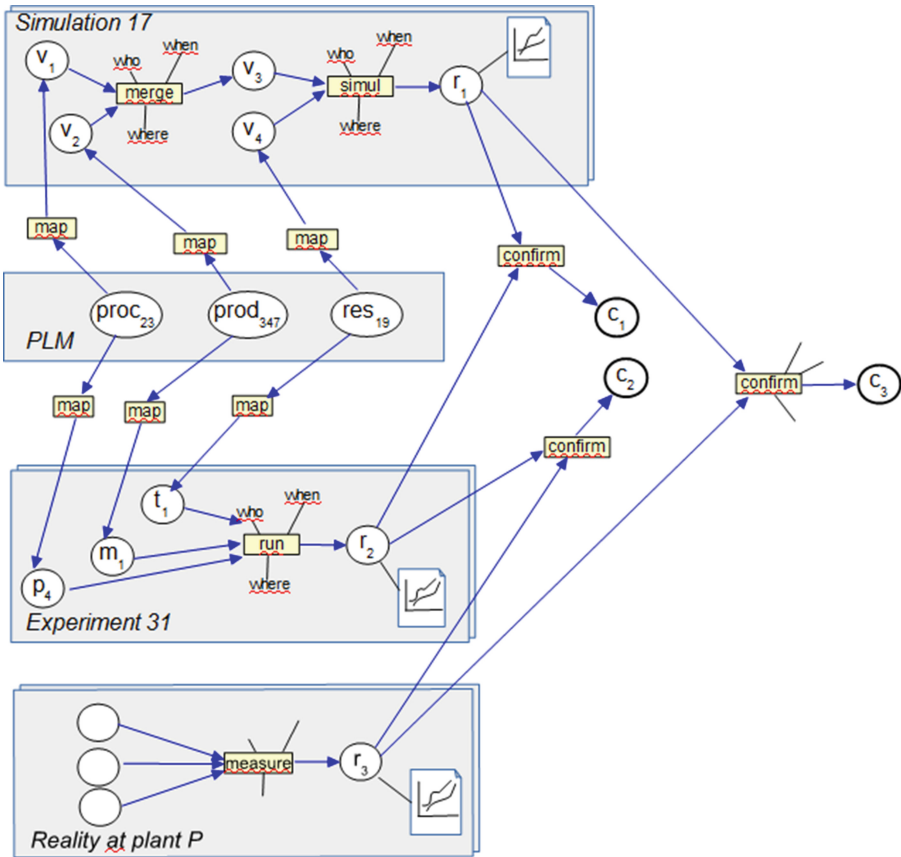 Simulation 17
v1
who
when
merge
where
v2
v3
who
when
simul
where
v4
r1
map
map
map
confirm
c1
proc23
prod347
res19
PLM
map
map
map
c2
confirm
confirm
c3
t1
who
when
run
where
m1
p4
r2
Experiment 31
measure
r3
Reality at plant P